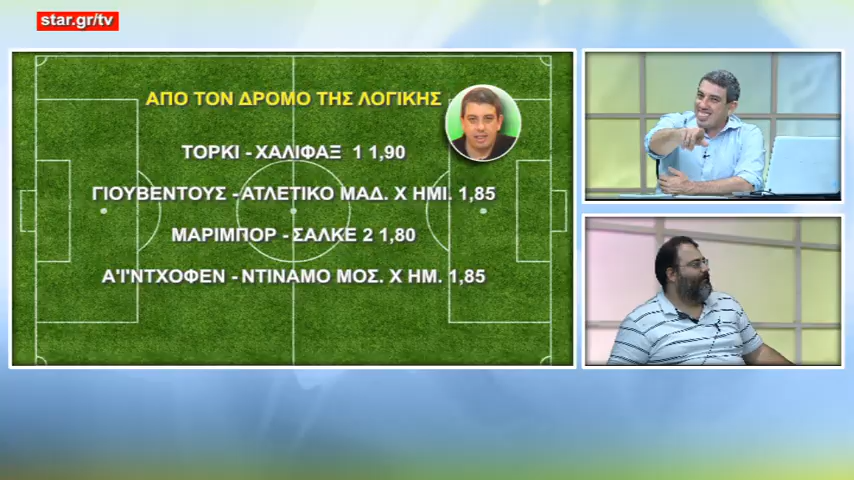 star.gr/tv
ΑΠΟ ΤΟΝ ΔΡΟΜΟ ΤΗΣ ΛΟΓΙΚΗΣ
ΤΟΡΚΙ - ΧΑΛΙΦΑΞ 1 1,90
ΓΙΟΥΒΕΝΤΟΥΣ - ΑΤΛΕΤΙΚΟ ΜΑΔ. Χ ΗΜΙ. 1,85
ΜΑΡΙΜΠΟΡ - ΣΑΛΚΕ 2 1,80
Α'Ι'ΝΤΧΟΦΕΝ - ΝΤΙΝΑΜΟ ΜΟΣ. Χ ΗΜ. 1,85